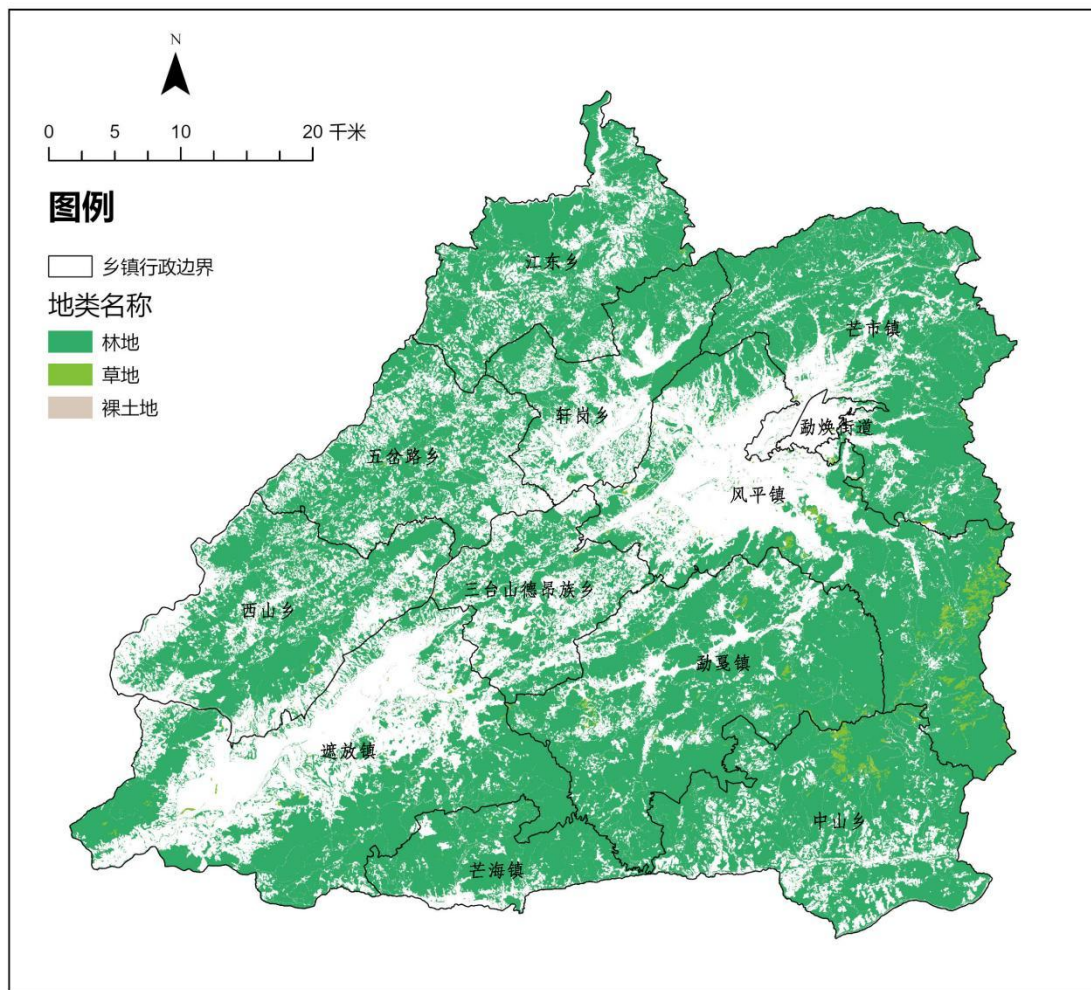 N
0 5 10 20 千米
图例
乡镇行政边界
地类名称
林地
草地
裸土地
江东乡
芒市镇
轩岗乡
勐焕街道
五岔路乡
风平镇
三台山德昂族乡
西山乡
勐戛镇
遮放镇
中山乡
芒海镇